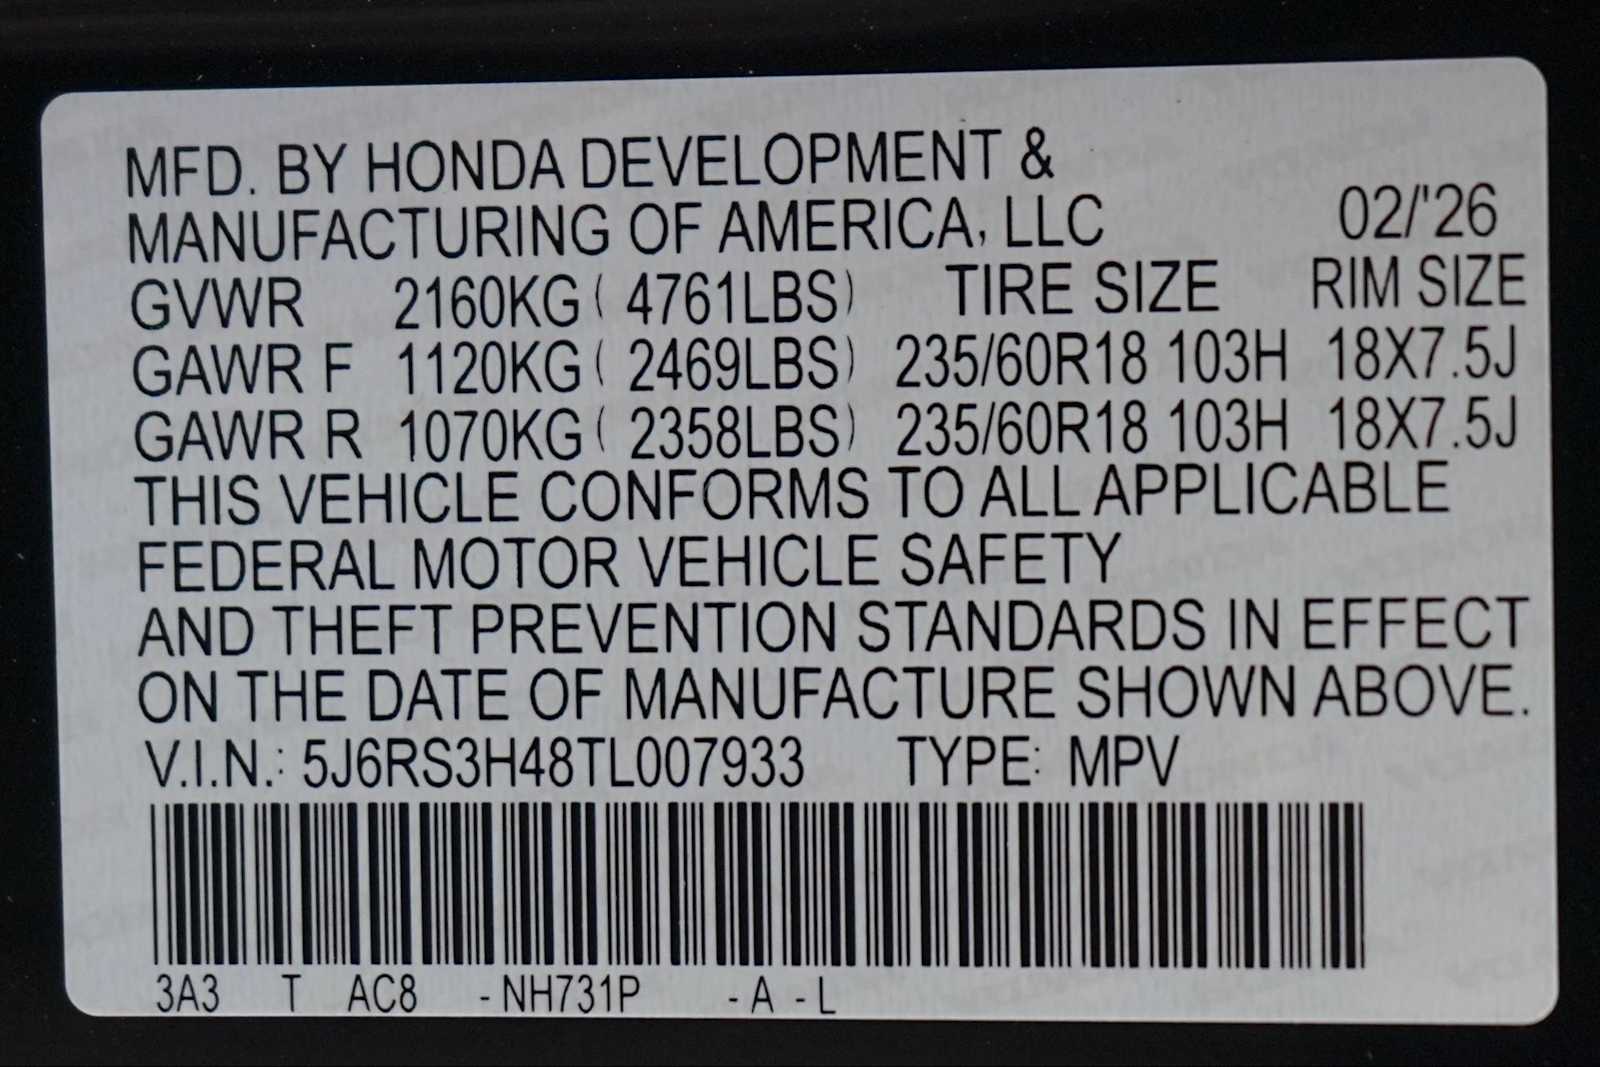 MFD. BY HONDA DEVELOPMENT &
MANUFACTURING OF AMERICA, LLC 02/'26
GVWR 2160KG ( 4761LBS) TIRE SIZE RIM SIZE
GAWR F 1120KG ( 2469LBS) 235/60R18 103H 18X7.5J
GAWR R 1070KG ( 2358LBS) 235/60R18 103H 18X7.5J
THIS VEHICLE CONFORMS TO ALL APPLICABLE
FEDERAL MOTOR VEHICLE SAFETY
AND THEFT PREVENTION STANDARDS IN EFFECT
ON THE DATE OF MANUFACTURE SHOWN ABOVE.
V.I.N.: 5J6RS3H48TL007933 TYPE: MPV
3A3 T AC8 -NH731P -A -L